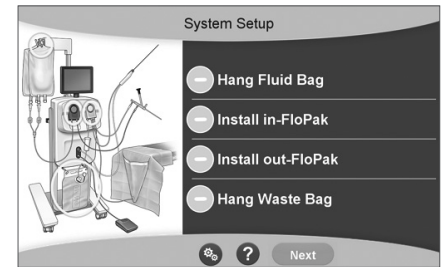 System Setup
Hang Fluid Bag
Install in-FloPak
Install out-FloPak
Hang Waste Bag
?
Next